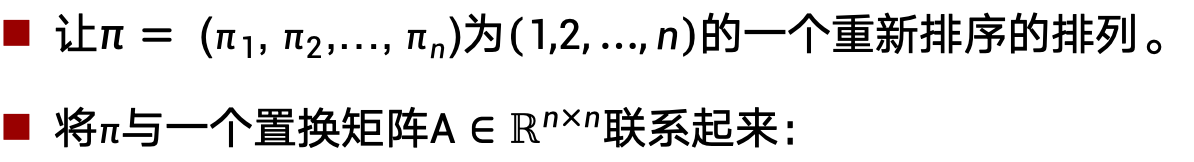 让π = (π₁, π₂,…, πₙ)为(1,2, …, n)的一个重新排序的排列。
将π与一个置换矩阵A ∈ ℝⁿˣⁿ联系起来: